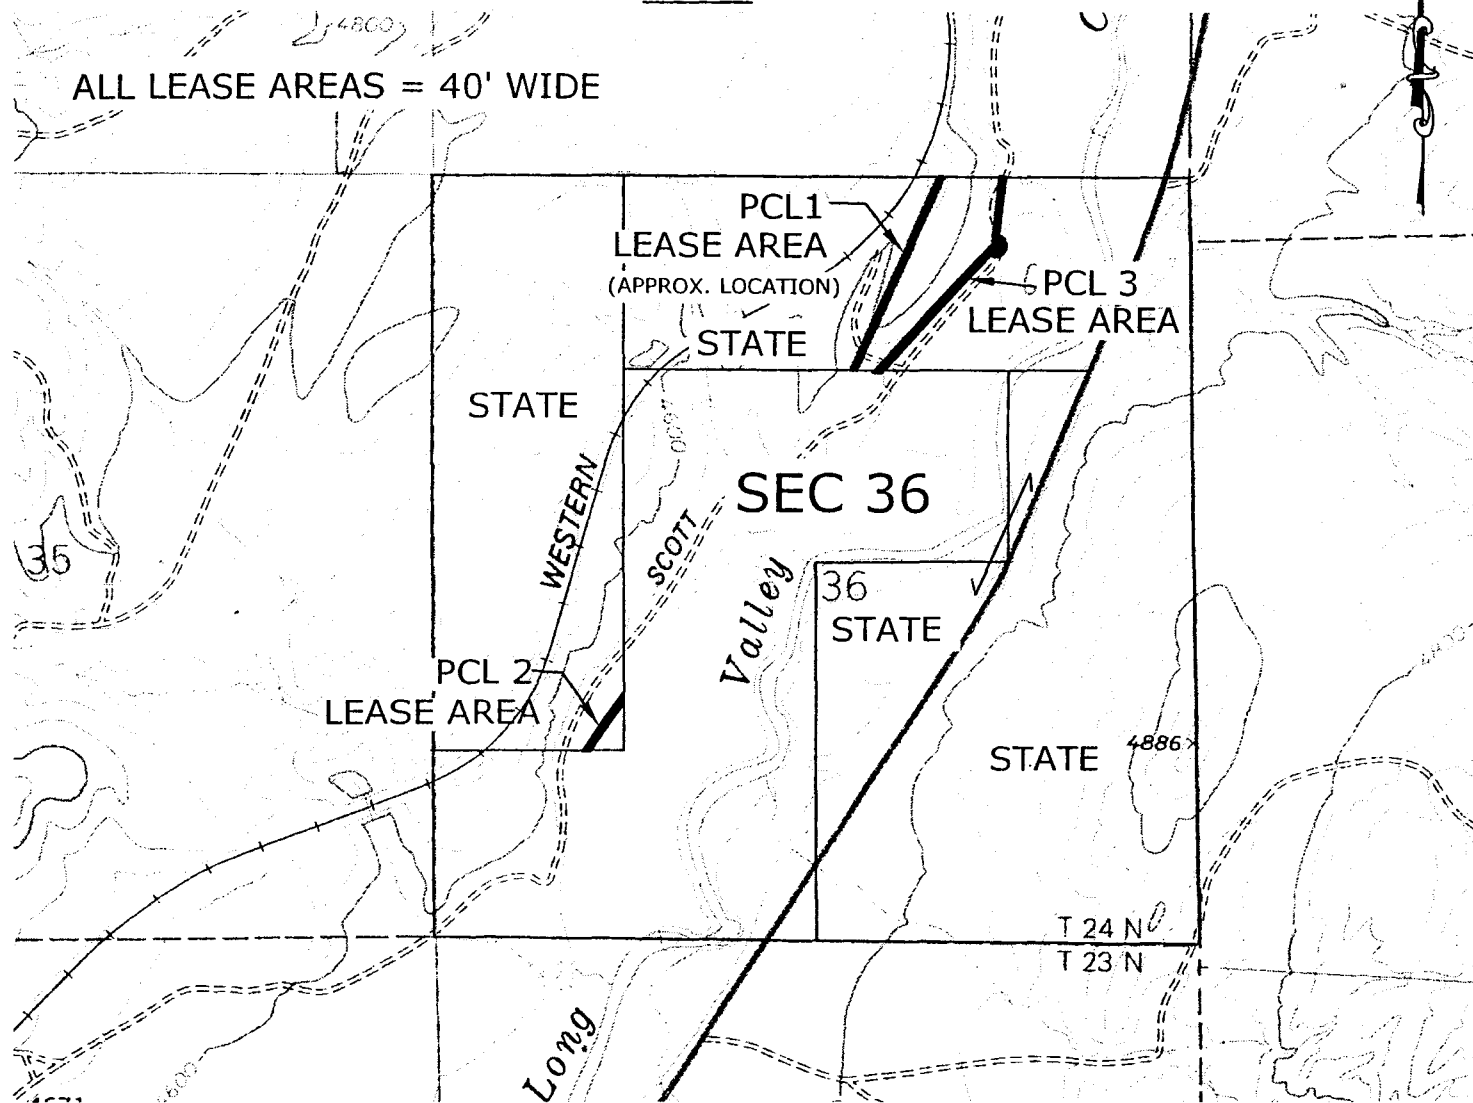 4800
ALL LEASE AREAS = 40' WIDE
PCL1
LEASE AREA
(APPROX. LOCATION)
STATE
PCL 3
LEASE AREA
STATE
WESTERN
SCOTT
SEC 36
35
Valley
36
STATE
PCL 2
LEASE AREA
STATE
4886
T 24 N
T 23 N
Long